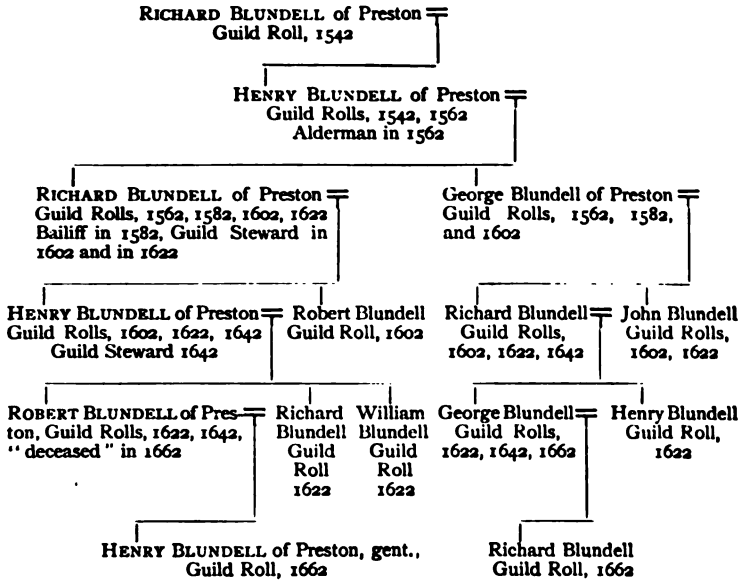 RICHARD BLUNDELL of Preston =
Guild Roll, 1542
HENRY BLUNDELL of Preston =
Guild Rolls, 1542, 1562
Alderman in 1562
RICHARD BLUNDELL of Preston =
Guild Rolls, 1562, 1582, 1602, 1622
Bailiff in 1582, Guild Steward in
1602 and in 1622
George Blundell of Preston =
Guild Rolls, 1562, 1582,
and 1602
HENRY BLUNDELL of Preston =
Guild Rolls, 1602, 1622, 1642
Guild Steward 1642
Robert Blundell
Guild Roll, 1602
Richard Blundell =
Guild Rolls,
1602, 1622, 1642
John Blundell
Guild Rolls,
1602, 1622
ROBERT BLUNDELL of Pres- =
ton, Guild Rolls, 1622, 1642,
"deceased" in 1662
Richard
Blundell
Guild
Roll
1622
William
Blundell
Guild
Roll
1622
George Blundell =
Guild Rolls,
1622, 1642, 1662
Henry Blundell
Guild Roll,
1622
HENRY BLUNDELL of Preston, gent.,
Guild Roll, 1662
Richard Blundell
Guild Roll, 1662